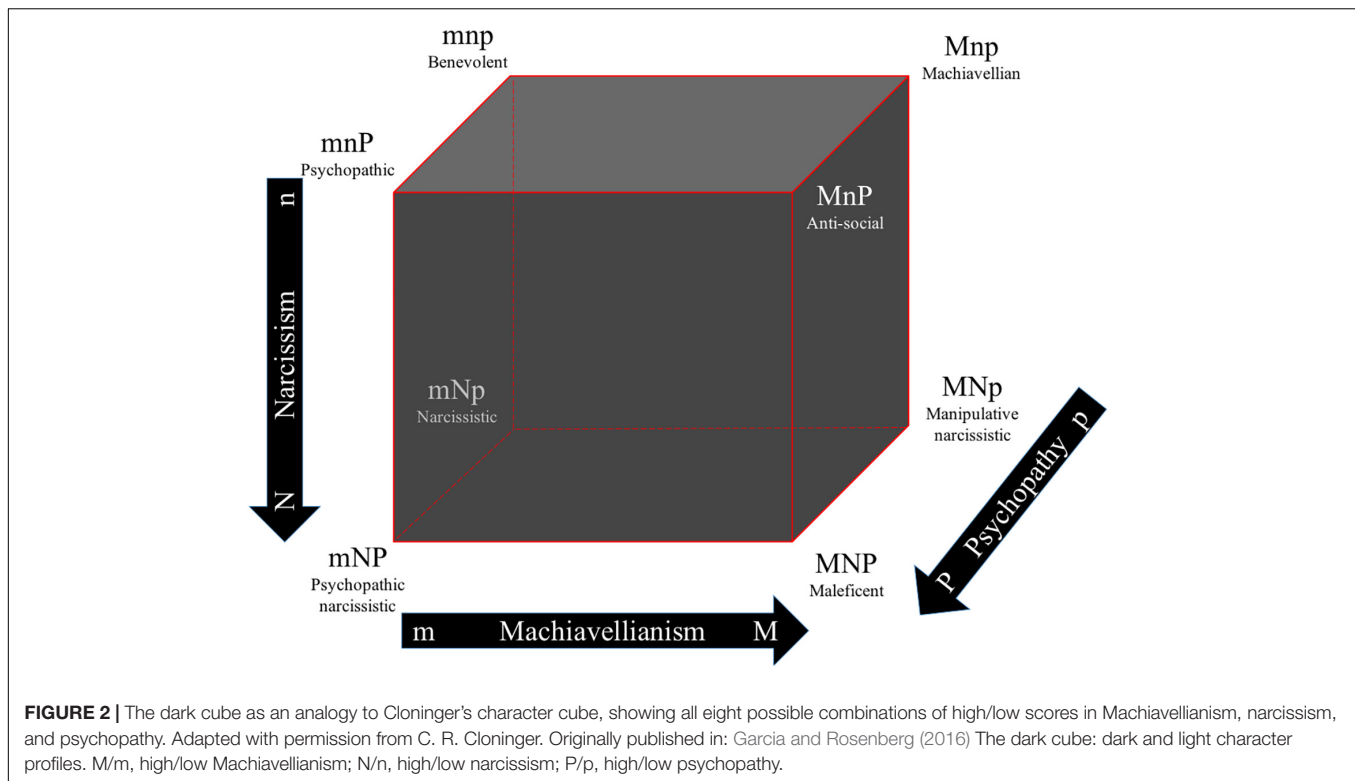 mnp
Benevolent
Mnp
Machiavellian
mnP
Psychopathic
MnP
Anti-social
n
Narcissism
N
mNp
Narcissistic
MNp
Manipulative
narcissistic
p
Psychopathy
P
mNP
Psychopathic
narcissistic
MNP
Maleficent
m Machiavellianism M
FIGURE 2 | The dark cube as an analogy to Cloninger's character cube, showing all eight possible combinations of high/low scores in Machiavellianism, narcissism,
and psychopathy. Adapted with permission from C. R. Cloninger. Originally published in: Garcia and Rosenberg (2016) The dark cube: dark and light character
profiles. M/m, high/low Machiavellianism; N/n, high/low narcissism; P/p, high/low psychopathy.